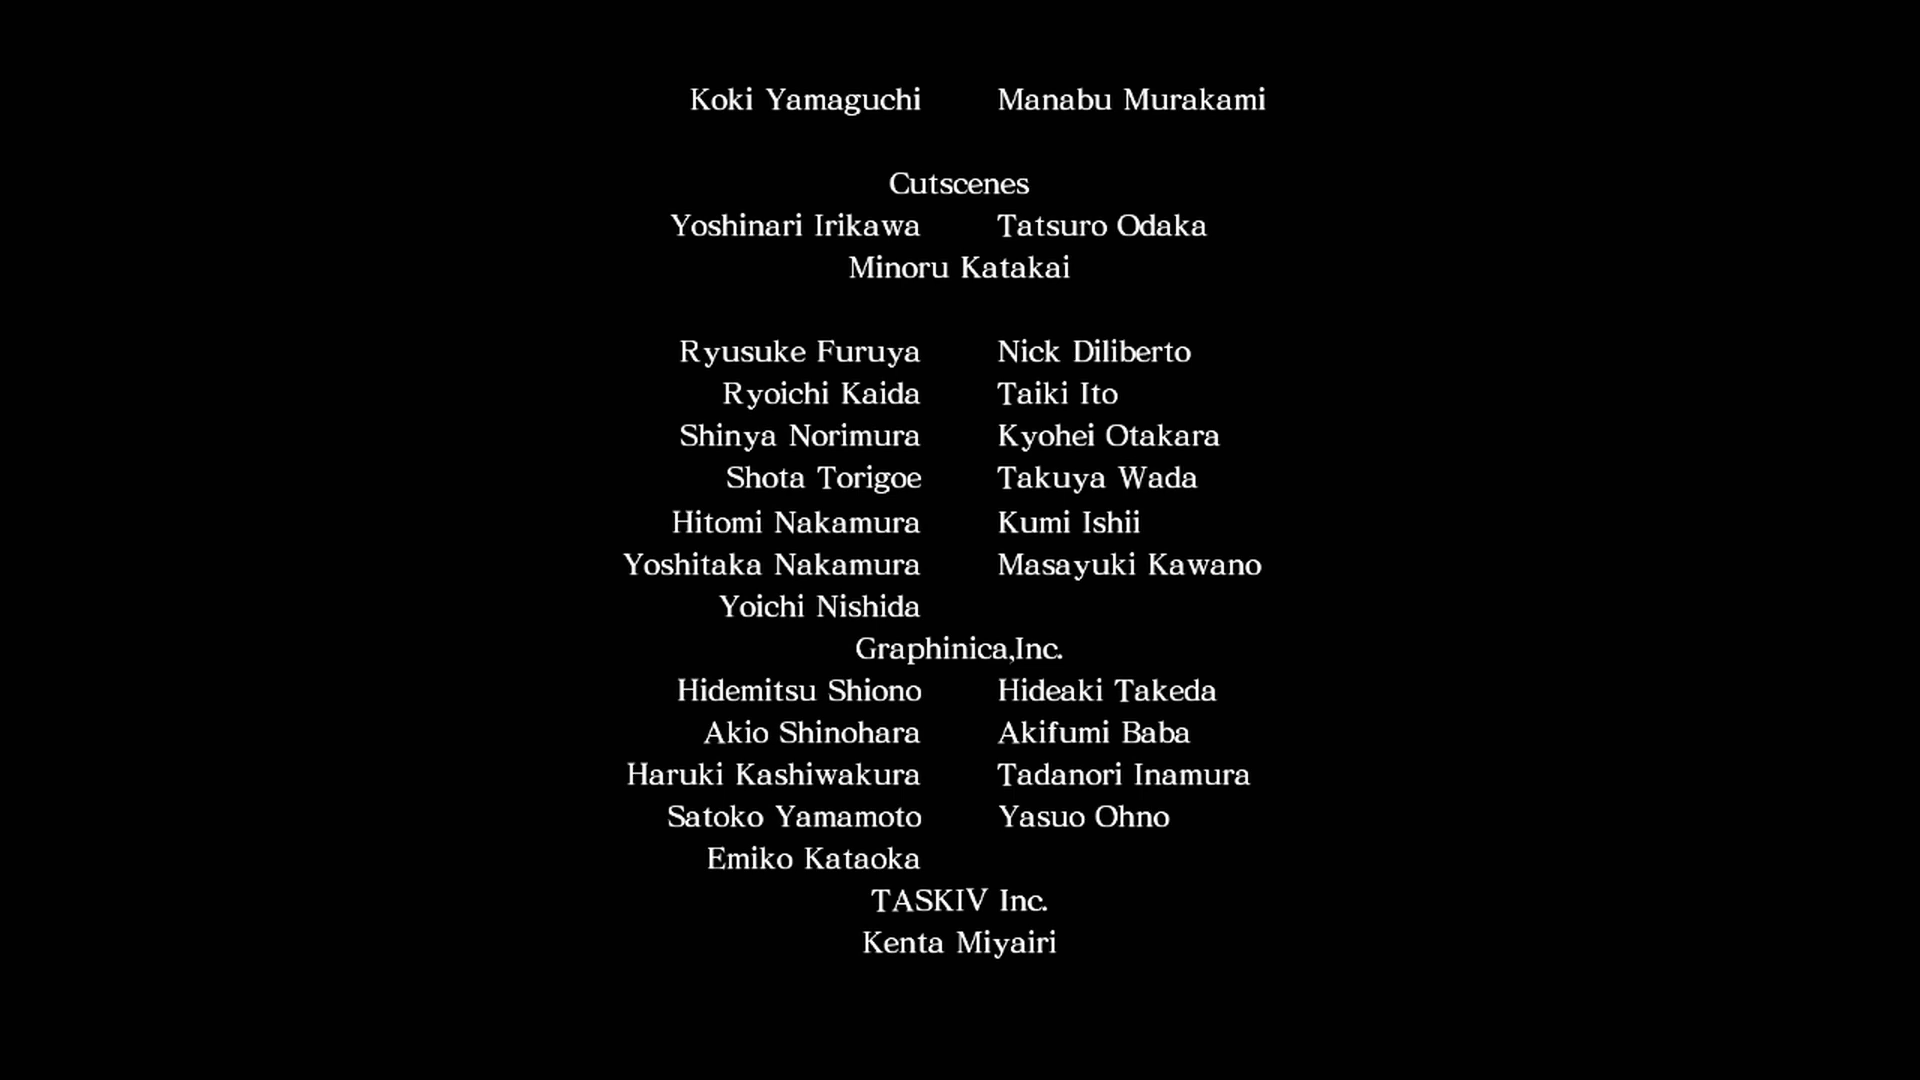 Koki Yamaguchi Manabu Murakami
Cutscenes
Yoshinari Irikawa Tatsuro Odaka
Minoru Katakai
Ryusuke Furuya Nick Diliberto
Ryoichi Kaida Taiki Ito
Shinya Norimura Kyohei Otakara
Shota Torigoe Takuya Wada
Hitomi Nakamura Kumi Ishii
Yoshitaka Nakamura Masayuki Kawano
Yoichi Nishida
Graphinica,Inc.
Hidemitsu Shiono Hideaki Takeda
Akio Shinohara Akifumi Baba
Haruki Kashiwakura Tadanori Inamura
Satoko Yamamoto Yasuo Ohno
Emiko Kataoka
TASKIV Inc.
Kenta Miyairi